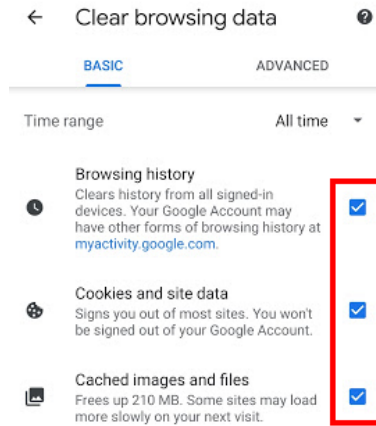 Clear browsing data
BASIC
ADVANCED
Time range
All time
Browsing history
Clears history from all signed-in
devices. Your Google Account may
have other forms of browsing history at
myactivity.google.com.
Cookies and site data
Signs you out of most sites. You won't
be signed out of your Google Account.
Cached images and files
Frees up 210 MB. Some sites may load
more slowly on your next visit.